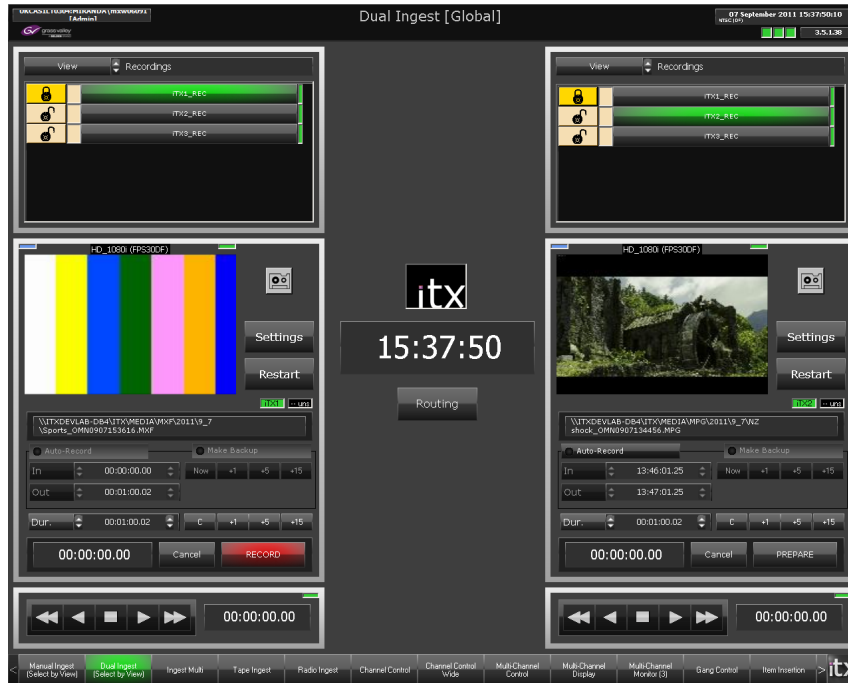 [Admin]
grass valley
Dual Ingest [Global]
07 September 2011 15:37:50:10
NTSC (DF)
3.5.1.38
View Recordings
iTX1_REC
iTX2_REC
iTX3_REC
View Recordings
iTX1_REC
iTX2_REC
iTX3_REC
HD_1080i (FPS30DF)
Settings
Restart
iTX1 -- uns
\\ITXDEVLAB-DB4\ITX\MEDIA\MXF\2011\9_7
\Sports_OMN0907153616.MXF
Auto-Record Make Backup
In 00:00:00.00 Now +1 +5 +15
Out 00:01:00.02
Dur. 00:01:00.02 C +1 +5 +15
00:00:00.00 Cancel RECORD
00:00:00.00
itx
15:37:50
Routing
HD_1080i (FPS30DF)
Settings
Restart
iTX2 -- uns
\\ITXDEVLAB-DB4\ITX\MEDIA\MPG\2011\9_7\NZ
shock_OMN0907134456.MPG
Auto-Record Make Backup
In 13:46:01.25 Now +1 +5 +15
Out 13:47:01.25
Dur. 00:01:00.02 C +1 +5 +15
00:00:00.00 Cancel PREPARE
00:00:00.00
< Manual Ingest (Select by View) Dual Ingest (Select by View) Ingest Multi Tape Ingest Radio Ingest Channel Control Channel Control Wide Multi-Channel Control Multi-Channel Display Multi-Channel Monitor (3) Gang Control Item Insertion > itx